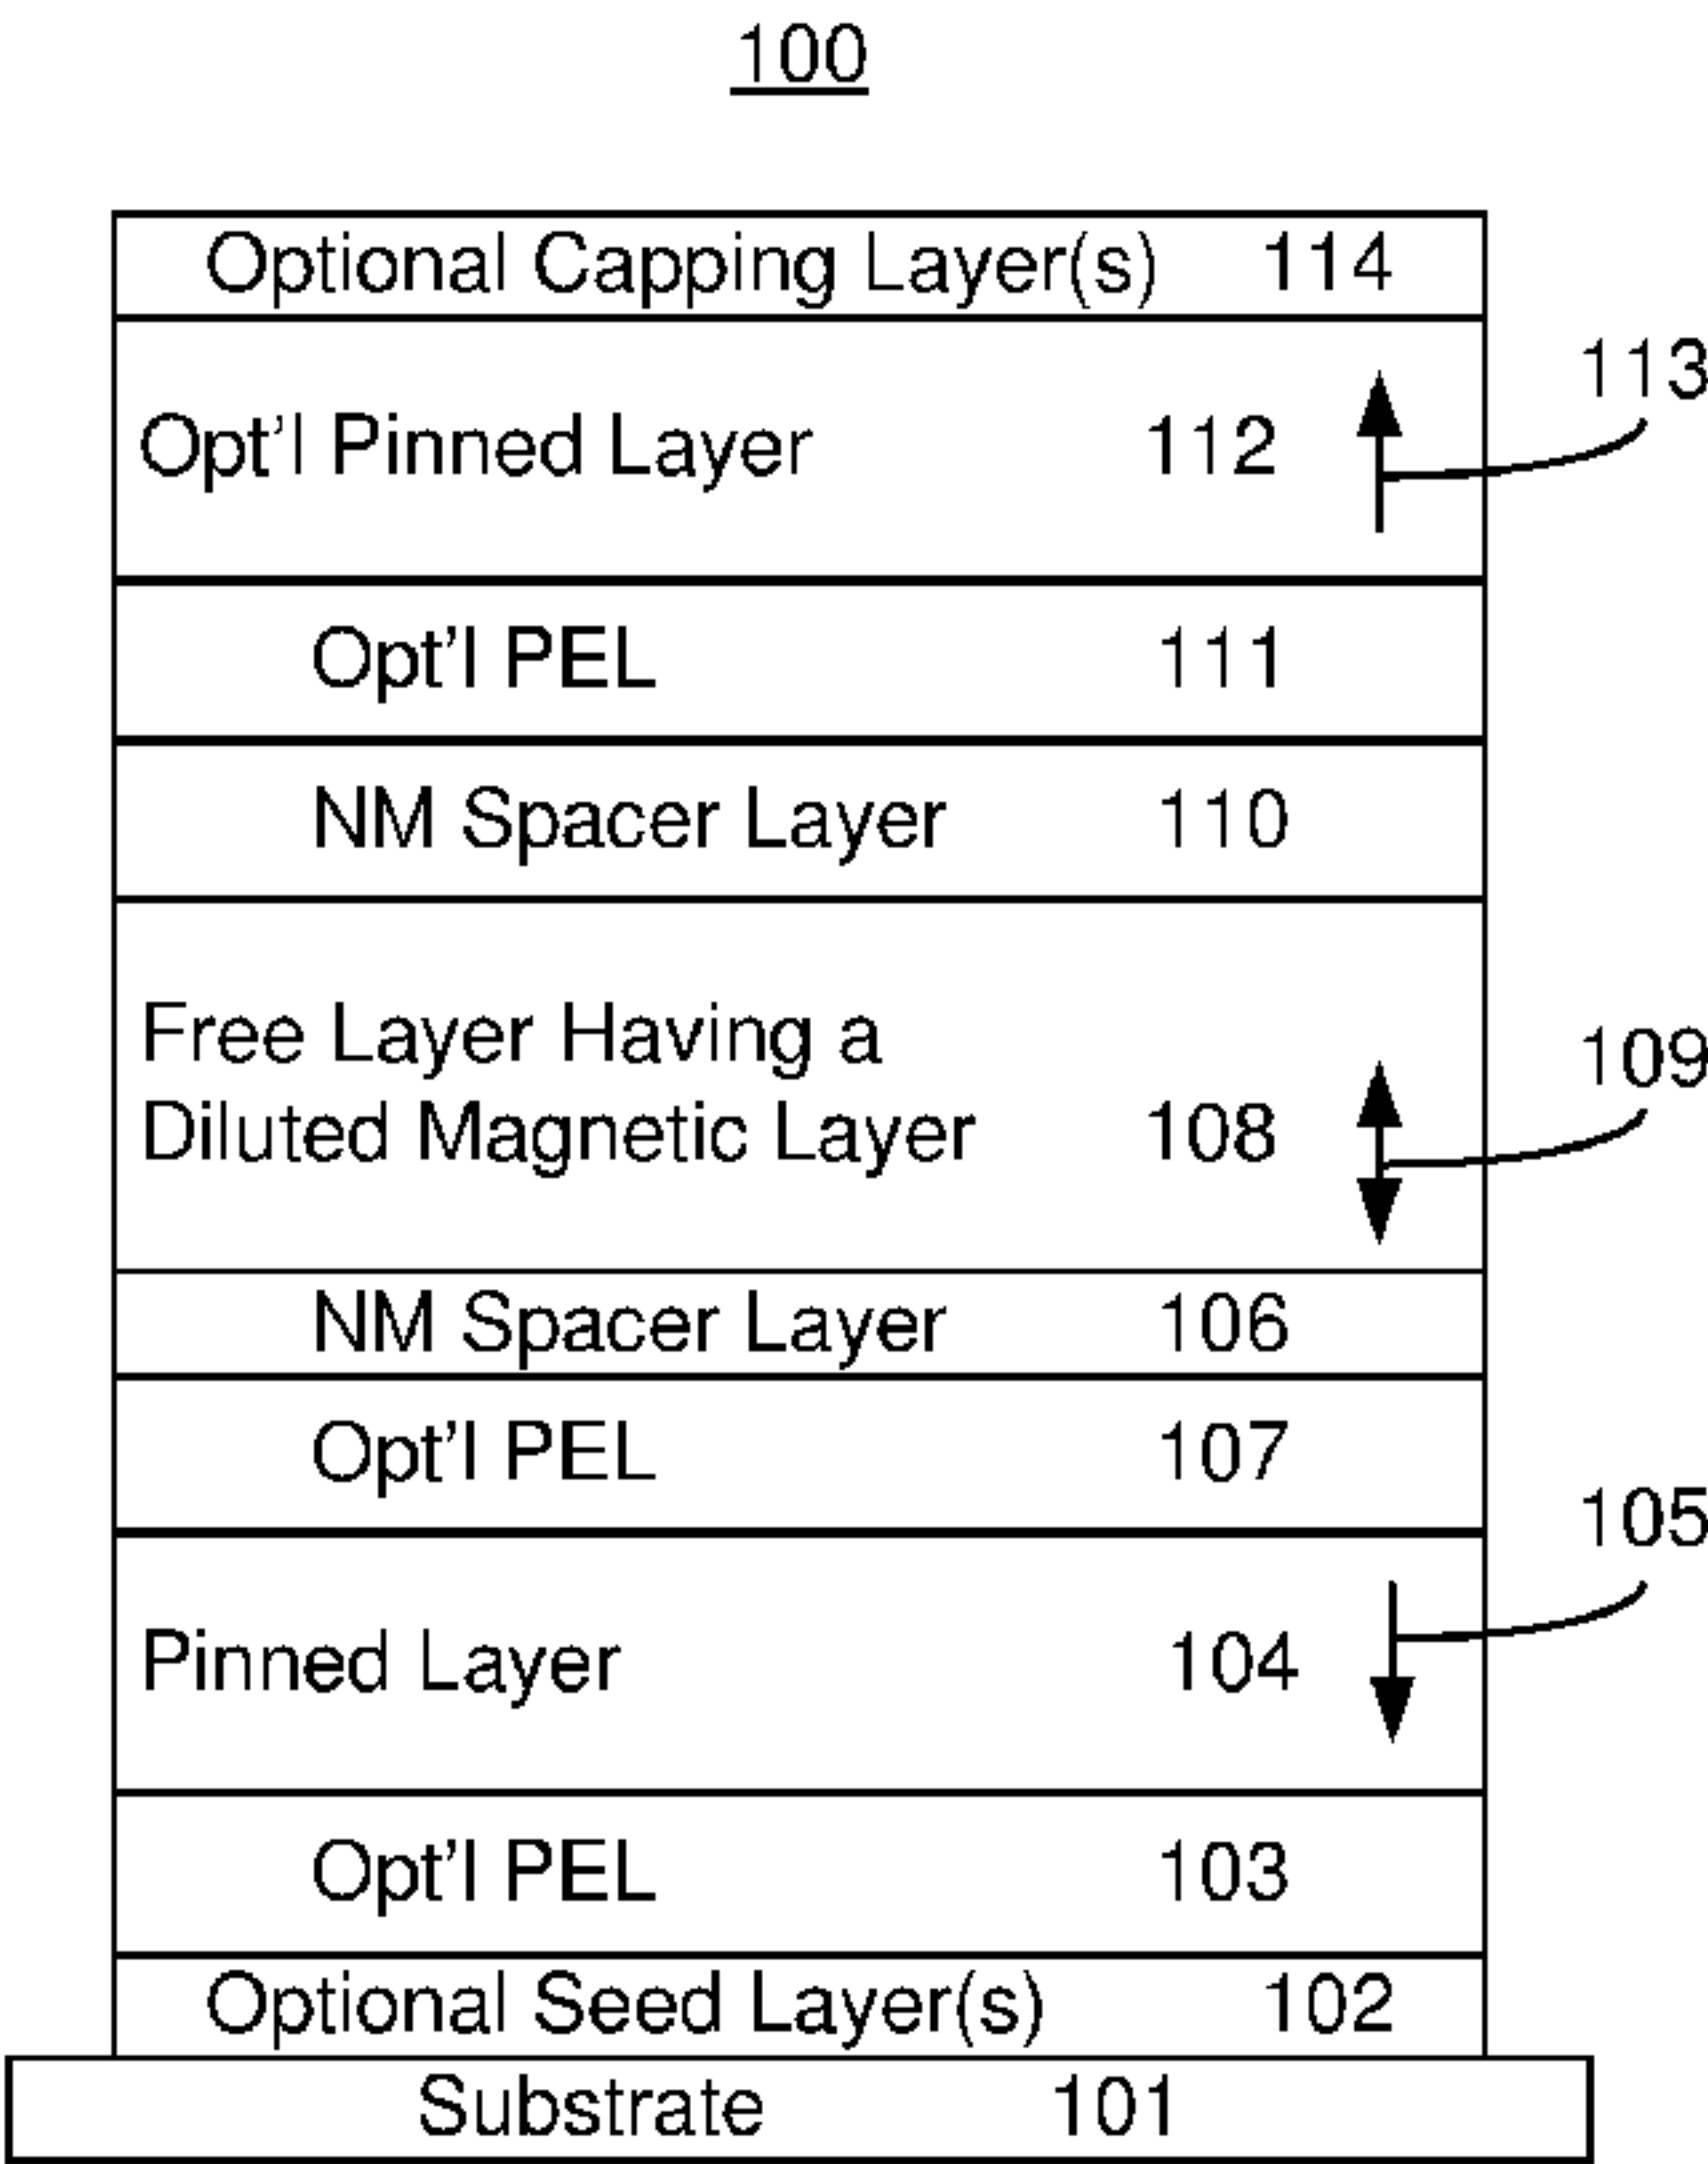 100
Optional Capping Layer(s) 114
113
Opt'l Pinned Layer 112
Opt'l PEL 111
NM Spacer Layer 110
Free Layer Having a
109
Diluted Magnetic Layer 108
NM Spacer Layer 106
Opt'l PEL 107
105
Pinned Layer 104
Opt'l PEL 103
Optional Seed Layer(s) 102
Substrate 101